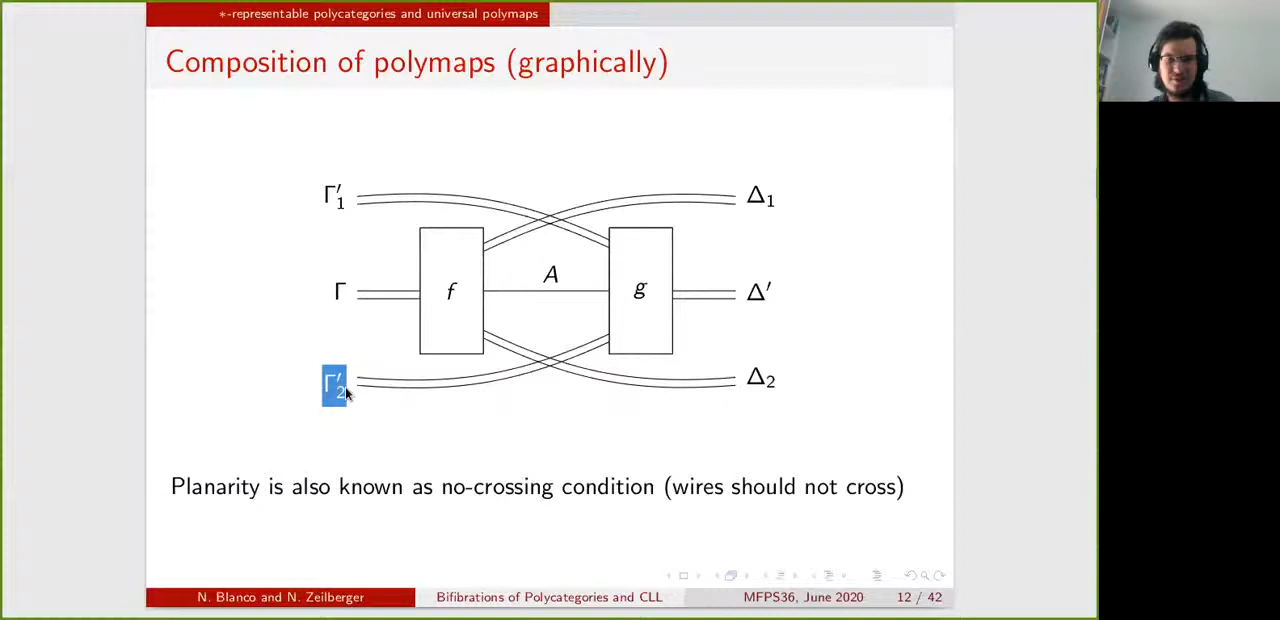 *-representable polycategories and universal polymaps
Composition of polymaps (graphically)
Γ′₁ Δ₁
A
Γ f g Δ′
Γ′₂ Δ₂
Planarity is also known as no-crossing condition (wires should not cross)
N. Blanco and N. Zeilberger Bifibrations of Polycategories and CLL MFPS36, June 2020 12 / 42